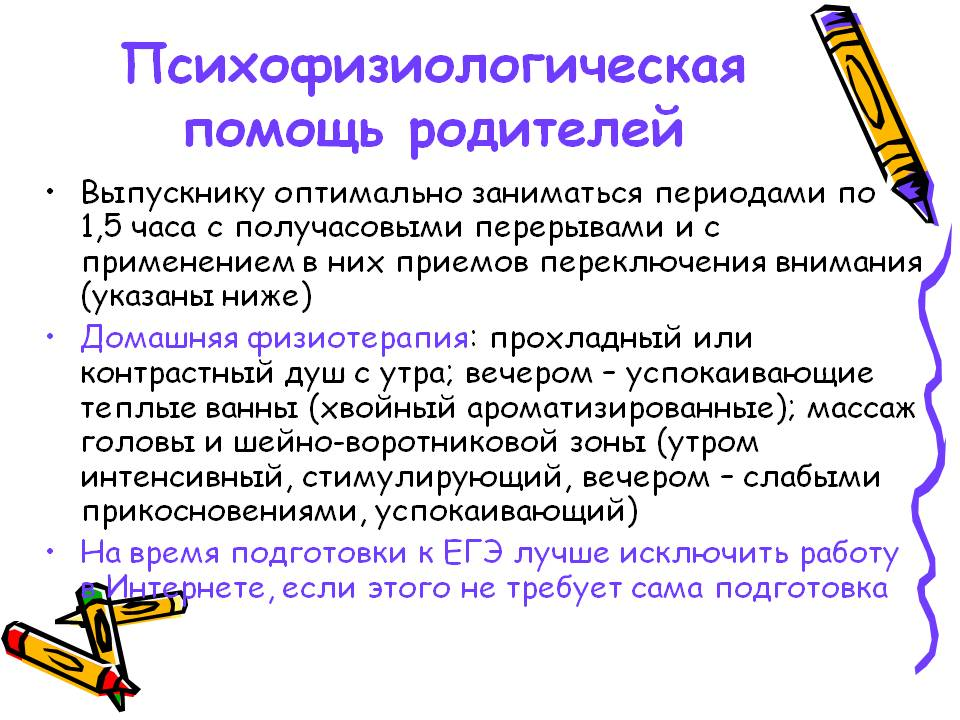 Психофизиологическая
помощь родителей
• Выпускнику оптимально заниматься периодами по
1,5 часа с получасовыми перерывами и с
применением в них приемов переключения внимания
(указаны ниже)
• Домашняя физиотерапия: прохладный или
контрастный душ с утра; вечером – успокаивающие
теплые ванны (хвойный ароматизированные); массаж
головы и шейно-воротниковой зоны (утром
интенсивный, стимулирующий, вечером – слабыми
прикосновениями, успокаивающий)
• На время подготовки к ЕГЭ лучше исключить работу
в Интернете, если этого не требует сама подготовка